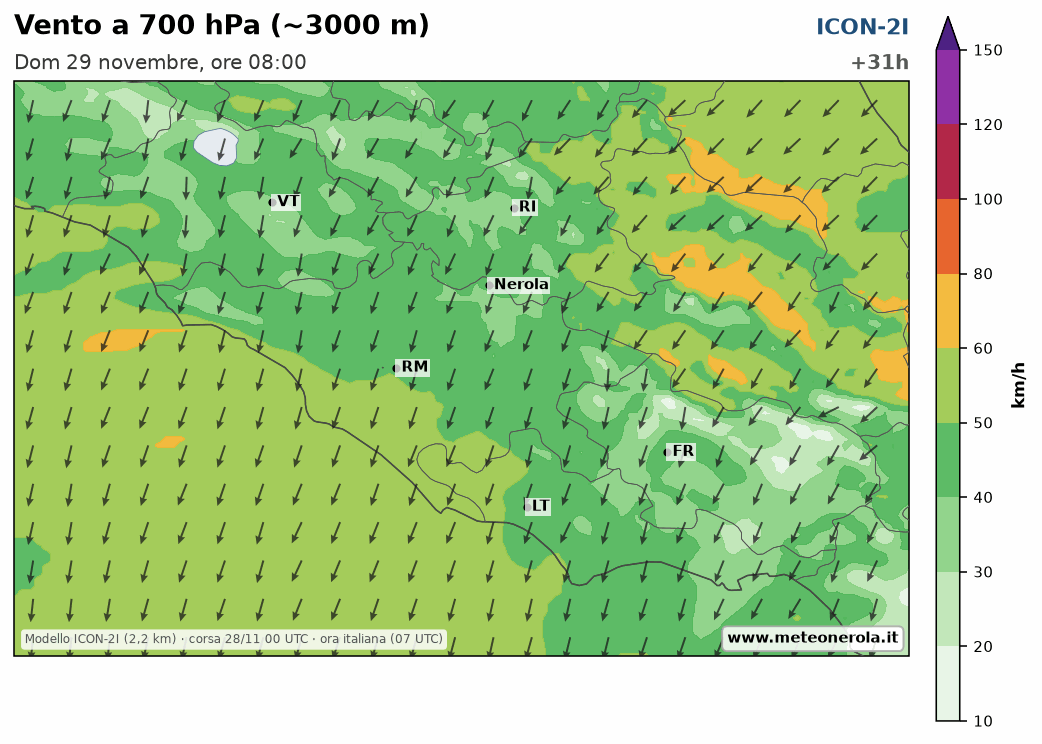 Vento a 700 hPa (~3000 m)
ICON-2I
Dom 29 novembre, ore 08:00
+31h
150
120
100
80
60
50
40
30
20
10
km/h
VT
RI
Nerola
RM
FR
LT
Modello ICON-2I (2,2 km) · corsa 28/11 00 UTC · ora italiana (07 UTC)
www.meteonerola.it